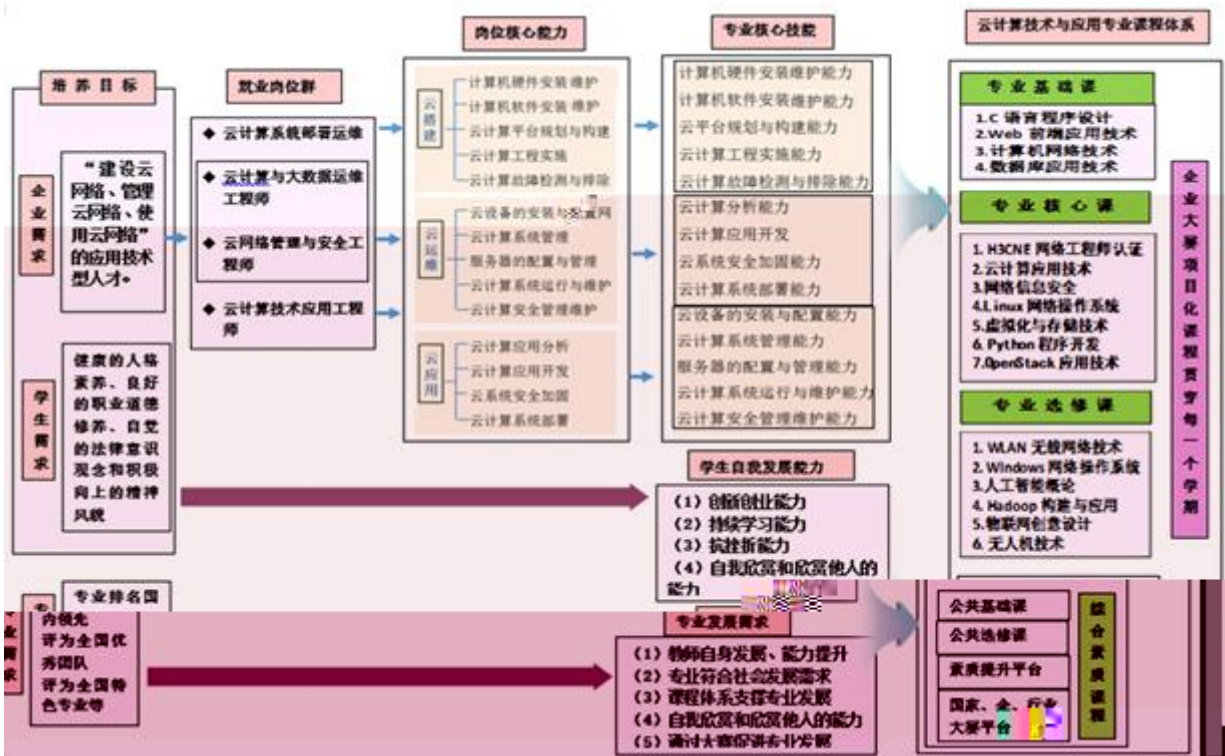 培养目标
企业需求
“建设云
网络、管理
云网络、使
用云网络”
的应用技术
型人才。
学生需求
健康的人格
素养、良好
的职业道德
修养、自觉
的法律意识
观念和积极
向上的精神
风貌
专业需求
专业排名国
内领先
评为全国优
秀团队
评为全国特
色专业等
就业岗位群
◆ 云计算系统部署运维
◆ 云计算与大数据运维
工程师
◆ 云网络管理与安全工
程师
◆ 云计算技术应用工程
师
岗位核心能力
云搭建
计算机硬件安装维护
计算机软件安装维护
云计算平台规划与构建
云计算工程实施
云计算故障检测与排除
云运维
云设备的安装与配置网
云计算系统管理
服务器的配置与管理
云计算系统运行与维护
云计算安全管理维护
云应用
云计算应用分析
云计算应用开发
云系统安全加固
云计算系统部署
专业核心技能
计算机硬件安装维护能力
计算机软件安装维护能力
云平台规划与构建能力
云计算工程实施能力
云计算故障检测与排除能力
云计算分析能力
云计算应用开发
云系统安全加固能力
云计算系统部署能力
云设备的安装与配置能力
云计算系统管理能力
服务器的配置与管理能力
云计算系统运行与维护能力
云计算安全管理维护能力
学生自我发展能力
（1）创新创业能力
（2）持续学习能力
（3）抗挫折能力
（4）自我欣赏和欣赏他人的
能力
专业发展需求
（1）教师自身发展、能力提升
（2）专业符合社会发展需求
（3）课程体系支撑专业发展
（4）自我欣赏和欣赏他人的能力
（5）通过大赛促进专业发展
云计算技术与应用专业课程体系
专业基础课
1.C 语言程序设计
2.Web 前端应用技术
3.计算机网络技术
4.数据库应用技术
专业核心课
1. H3CNE 网络工程师认证
2.云计算应用技术
3.网络信息安全
4.Linux 网络操作系统
5.虚拟化与存储技术
6. Python 程序开发
7.OpenStack 应用技术
专业选修课
1. WLAN 无线网络技术
2. Windows 网络操作系统
3.人工智能概论
4. Hadoop 构建与应用
5.物联网创意设计
6. 无人机技术
企业大赛项目化课程贯穿每一个学期
公共基础课
公共选修课
素质提升平台
国家、企、行业
大赛平台
综合素质课程